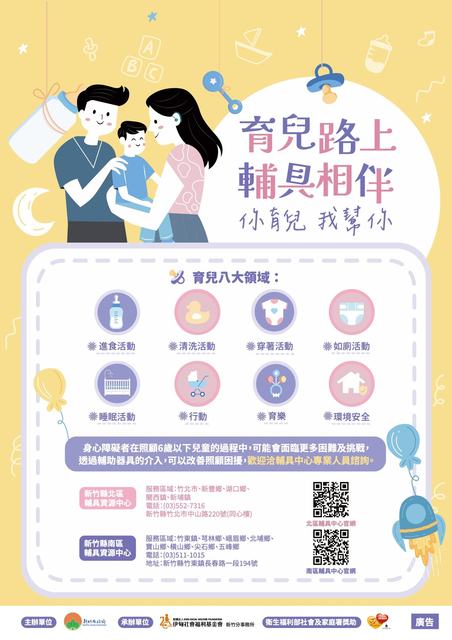 A
B
C
育兒路上
輔具相伴
你育兒 我幫你
育兒八大領域：
進食活動
清洗活動
穿著活動
如廁活動
睡眠活動
行動
育樂
環境安全
身心障礙者在照顧6歲以下兒童的過程中，可能會面臨更多困難及挑戰，
透過輔助器具的介入，可以改善照顧困擾，歡迎洽輔具中心專業人員諮詢。
新竹縣北區
輔具資源中心
服務區域：竹北市、新豐鄉、湖口鄉、
關西鎮、新埔鎮
電話：(03)552-7316
新竹縣竹北市中山路220號(同心樓)
北區輔具中心官網
新竹縣南區
輔具資源中心
服務區域：竹東鎮、芎林鄉、峨眉鄉、北埔鄉、
寶山鄉、橫山鄉、尖石鄉、五峰鄉
電話：(03)511-1015
地址：新竹縣竹東鎮長春路一段194號
南區輔具中心官網
主辦單位
新竹縣政府
承辦單位
伊甸社會福利基金會 新竹分事務所
衛生福利部社會及家庭署獎助
廣告